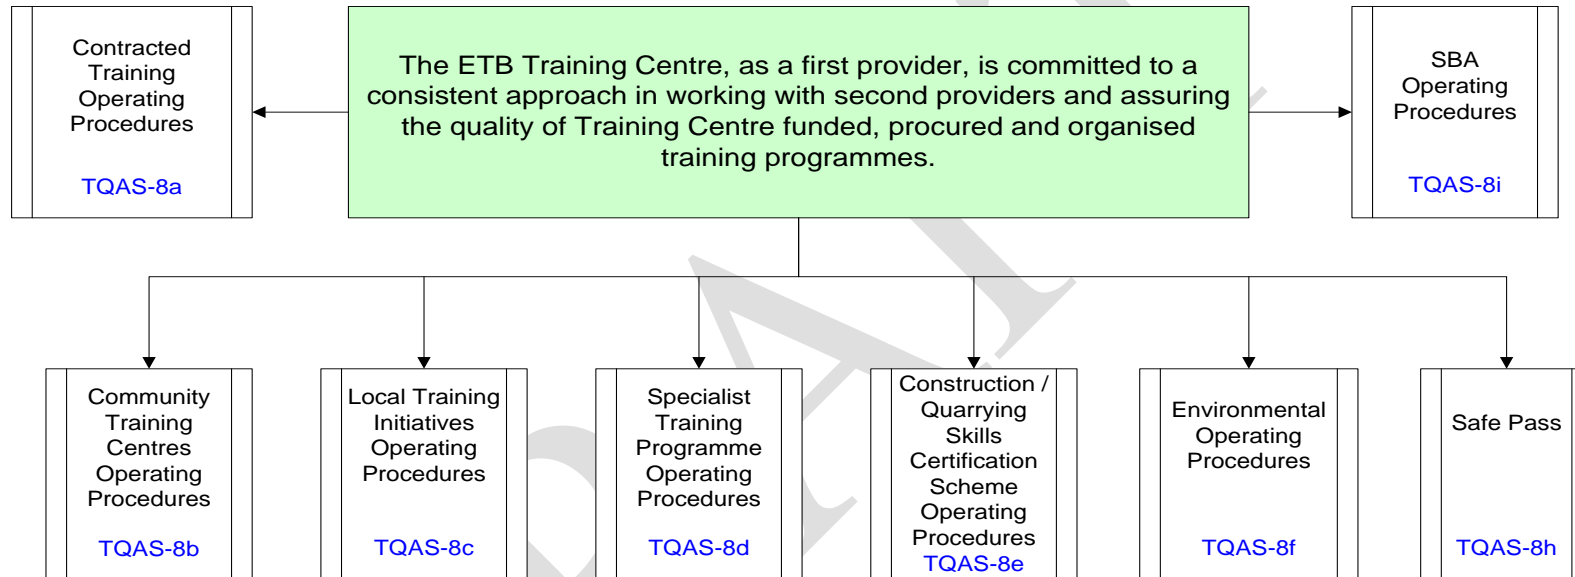 Contracted
Training
Operating
Procedures
TQAS-8a
The ETB Training Centre, as a first provider, is committed to a
consistent approach in working with second providers and assuring
the quality of Training Centre funded, procured and organised
training programmes.
SBA
Operating
Procedures
TQAS-8i
Community
Training
Centres
Operating
Procedures
TQAS-8b
Local Training
Initiatives
Operating
Procedures
TQAS-8c
Specialist
Training
Programme
Operating
Procedures
TQAS-8d
Construction /
Quarrying
Skills
Certification
Scheme
Operating
Procedures
TQAS-8e
Environmental
Operating
Procedures
TQAS-8f
Safe Pass
TQAS-8h